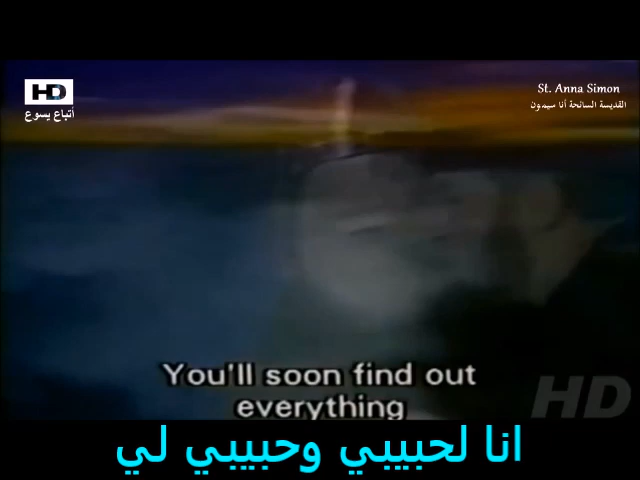 HD
أتباع يسوع
St. Anna Simon
القديسة السائحة أنا سيمون
You'll soon find out
everything
HD
انا لحبيبي وحبيبي لي